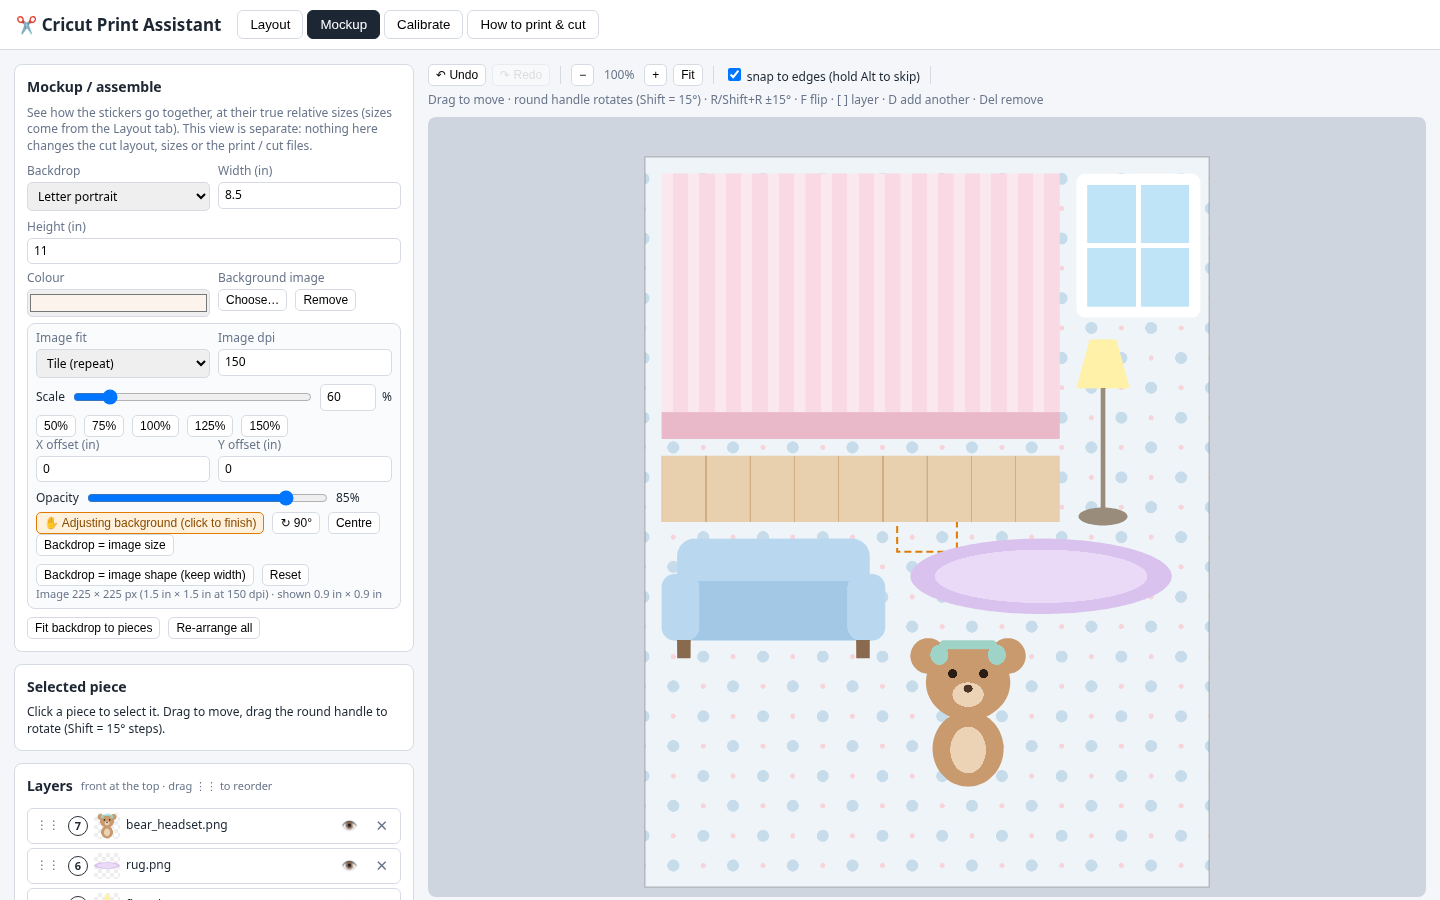 ✂️ Cricut Print Assistant
Layout
Mockup
Calibrate
How to print & cut
Mockup / assemble
See how the stickers go together, at their true relative sizes (sizes
come from the Layout tab). This view is separate: nothing here
changes the cut layout, sizes or the print / cut files.
Backdrop
Width (in)
Letter portrait
8.5
Height (in)
11
Colour
Background image
Choose…
Remove
Image fit
Image dpi
Tile (repeat)
150
Scale
60
%
50%
75%
100%
125%
150%
X offset (in)
Y offset (in)
0
0
Opacity
85%
✋ Adjusting background (click to finish)
↻ 90°
Centre
Backdrop = image size
Backdrop = image shape (keep width)
Reset
Image 225 × 225 px (1.5 in × 1.5 in at 150 dpi) · shown 0.9 in × 0.9 in
Fit backdrop to pieces
Re-arrange all
Selected piece
Click a piece to select it. Drag to move, drag the round handle to
rotate (Shift = 15° steps).
Layers front at the top · drag ⋮⋮ to reorder
7
bear_headset.png
6
rug.png
↶ Undo
↷ Redo
−
100%
+
Fit
snap to edges (hold Alt to skip)
Drag to move · round handle rotates (Shift = 15°) · R/Shift+R ±15° · F flip · [ ] layer · D add another · Del remove